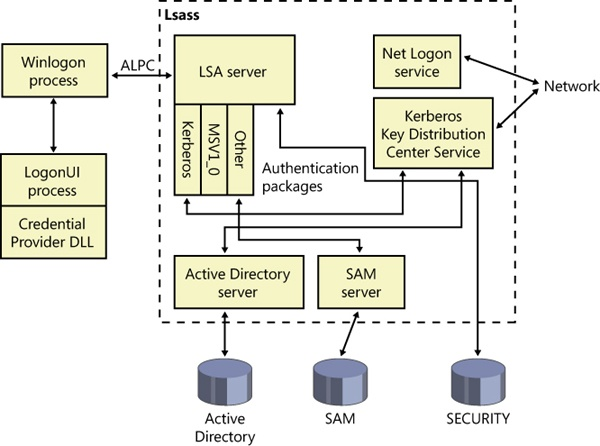 Lsass
Winlogon
process
ALPC
LSA server
Net Logon
service
Network
Kerberos
Key Distribution
Center Service
Kerberos
MSV1_0
Other
Authentication
packages
LogonUI
process
Credential
Provider DLL
Active Directory
server
SAM
server
Active
Directory
SAM
SECURITY